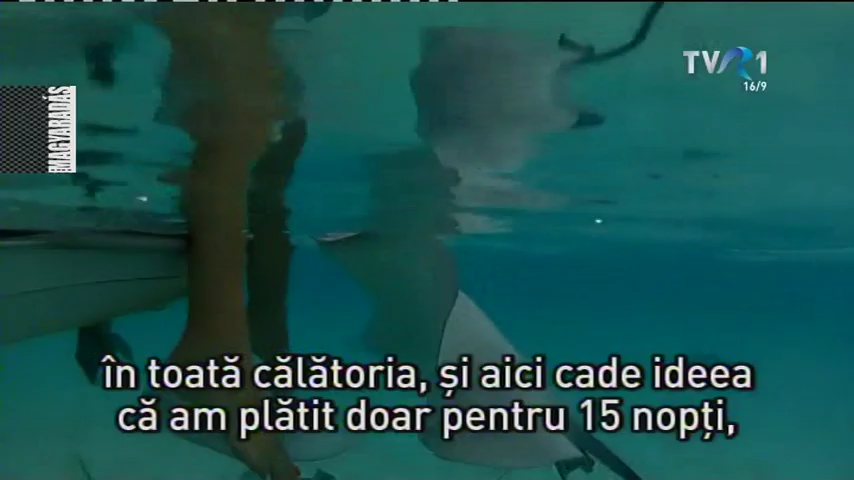 TVR1
16/9
MAGYARADÁS
în toată călătoria, și aici cade ideea
că am plătit doar pentru 15 nopți,